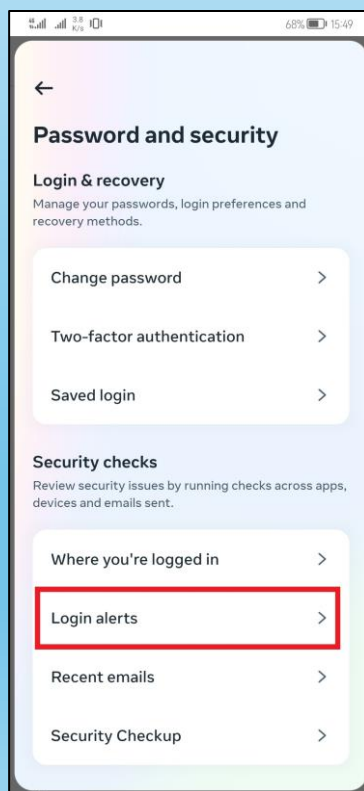 3.8
K/s
68% 15:49
Password and security
Login & recovery
Manage your passwords, login preferences and
recovery methods.
Change password
Two-factor authentication
Saved login
Security checks
Review security issues by running checks across apps,
devices and emails sent.
Where you're logged in
Login alerts
Recent emails
Security Checkup